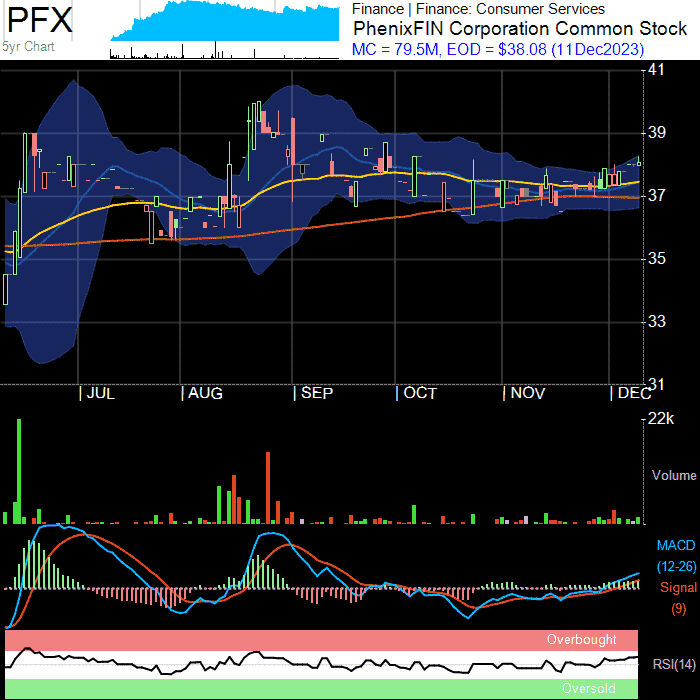 PFX
5yr Chart
Finance | Finance: Consumer Services
PhenixFIN Corporation Common Stock
MC = 79.5M, EOD = $38.08 (11Dec2023)
41
39
37
35
33
31
| JUL
| AUG
| SEP
| OCT
| NOV
| DEC
22k
Volume
MACD
(12-26)
Signal
(9)
Overbought
RSI(14)
Oversold